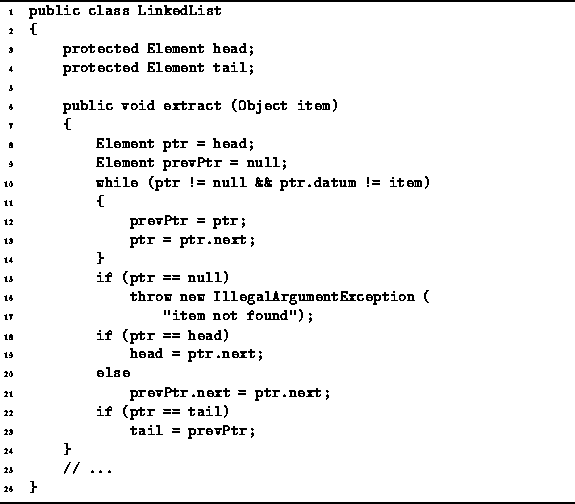 1 public class LinkedList
2 {
3     protected Element head;
4     protected Element tail;
5
6     public void extract (Object item)
7     {
8         Element ptr = head;
9         Element prevPtr = null;
10         while (ptr != null && ptr.datum != item)
11         {
12             prevPtr = ptr;
13             ptr = ptr.next;
14         }
15         if (ptr == null)
16             throw new IllegalArgumentException (
17                 "item not found");
18         if (ptr == head)
19             head = ptr.next;
20         else
21             prevPtr.next = ptr.next;
22         if (ptr == tail)
23             tail = prevPtr;
24     }
25     // ...
26 }